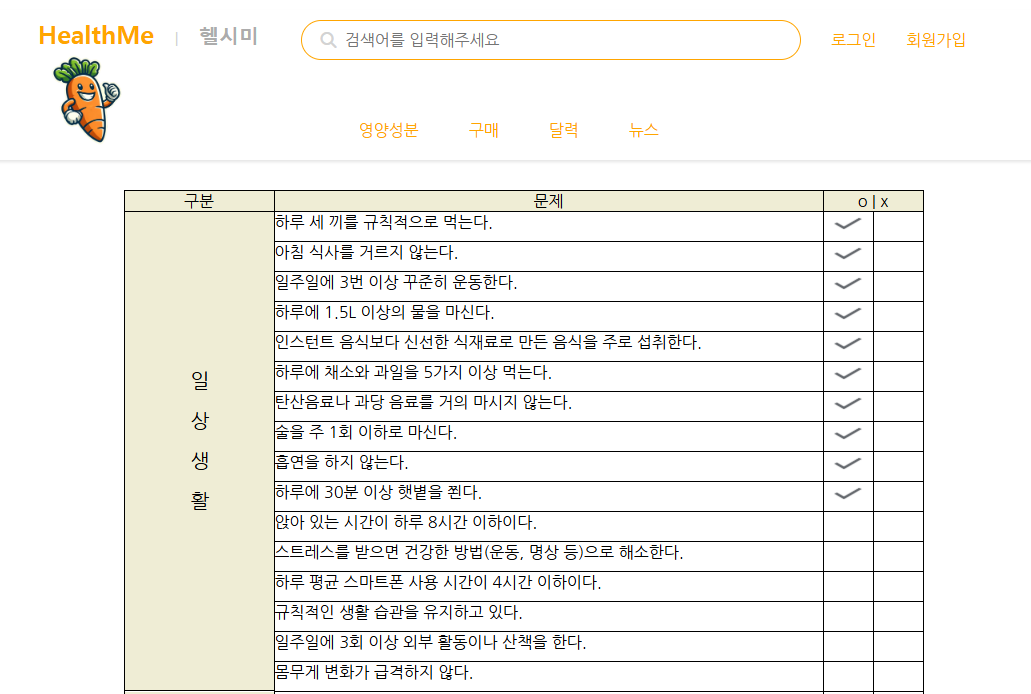 HealthMe | 헬시미 검색어를 입력해주세요 로그인 회원가입
영양성분 구매 달력 뉴스
구분 문제 o | x
하루 세 끼를 규칙적으로 먹는다.
아침 식사를 거르지 않는다.
일주일에 3번 이상 꾸준히 운동한다.
하루에 1.5L 이상의 물을 마신다.
인스턴트 음식보다 신선한 식재료로 만든 음식을 주로 섭취한다.
하루에 채소와 과일을 5가지 이상 먹는다.
탄산음료나 과당 음료를 거의 마시지 않는다.
술을 주 1회 이하로 마신다.
흡연을 하지 않는다.
하루에 30분 이상 햇볕을 쬔다.
앉아 있는 시간이 하루 8시간 이하이다.
스트레스를 받으면 건강한 방법(운동, 명상 등)으로 해소한다.
하루 평균 스마트폰 사용 시간이 4시간 이하이다.
규칙적인 생활 습관을 유지하고 있다.
일주일에 3회 이상 외부 활동이나 산책을 한다.
몸무게 변화가 급격하지 않다.
일
상
생
활